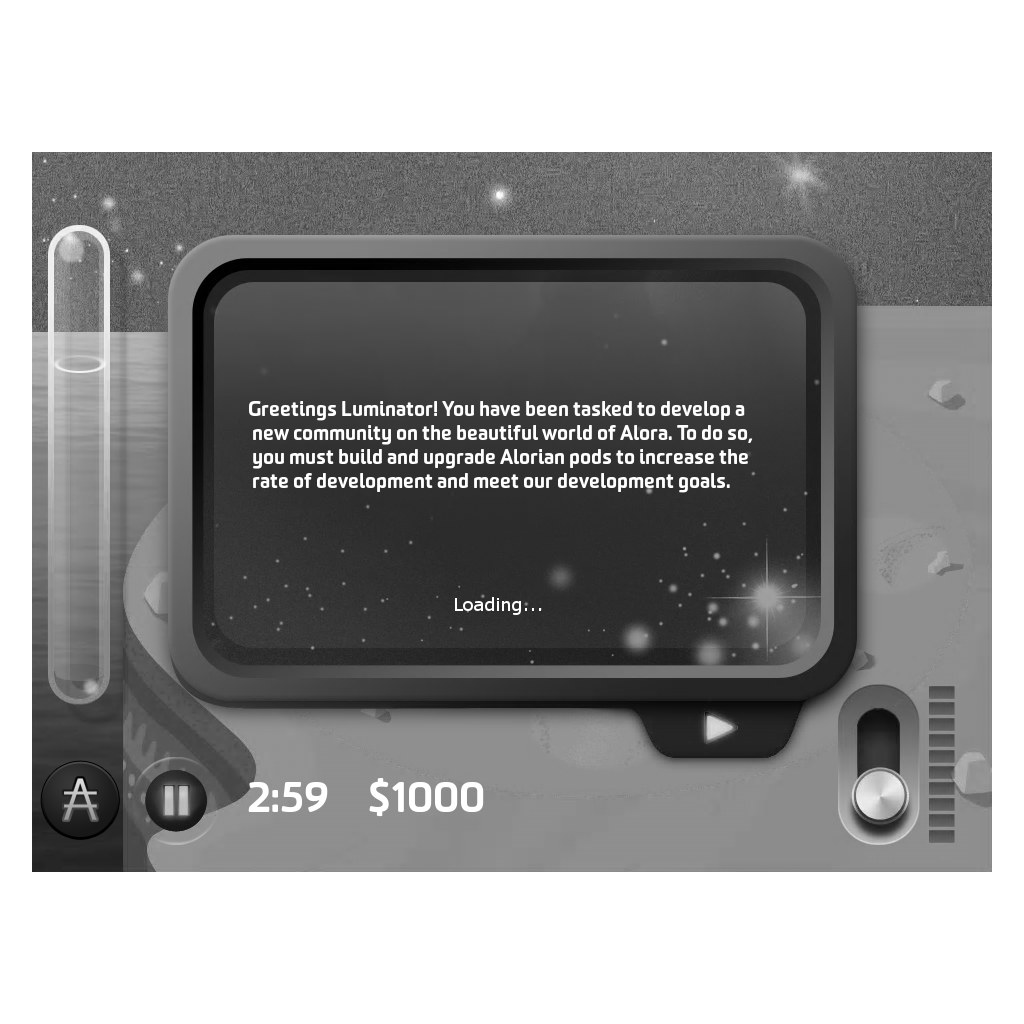 Greetings Luminator! You have been tasked to develop a
new community on the beautiful world of Alora. To do so,
you must build and upgrade Alorian pods to increase the
rate of development and meet our development goals.
Loading...
2:59 $1000